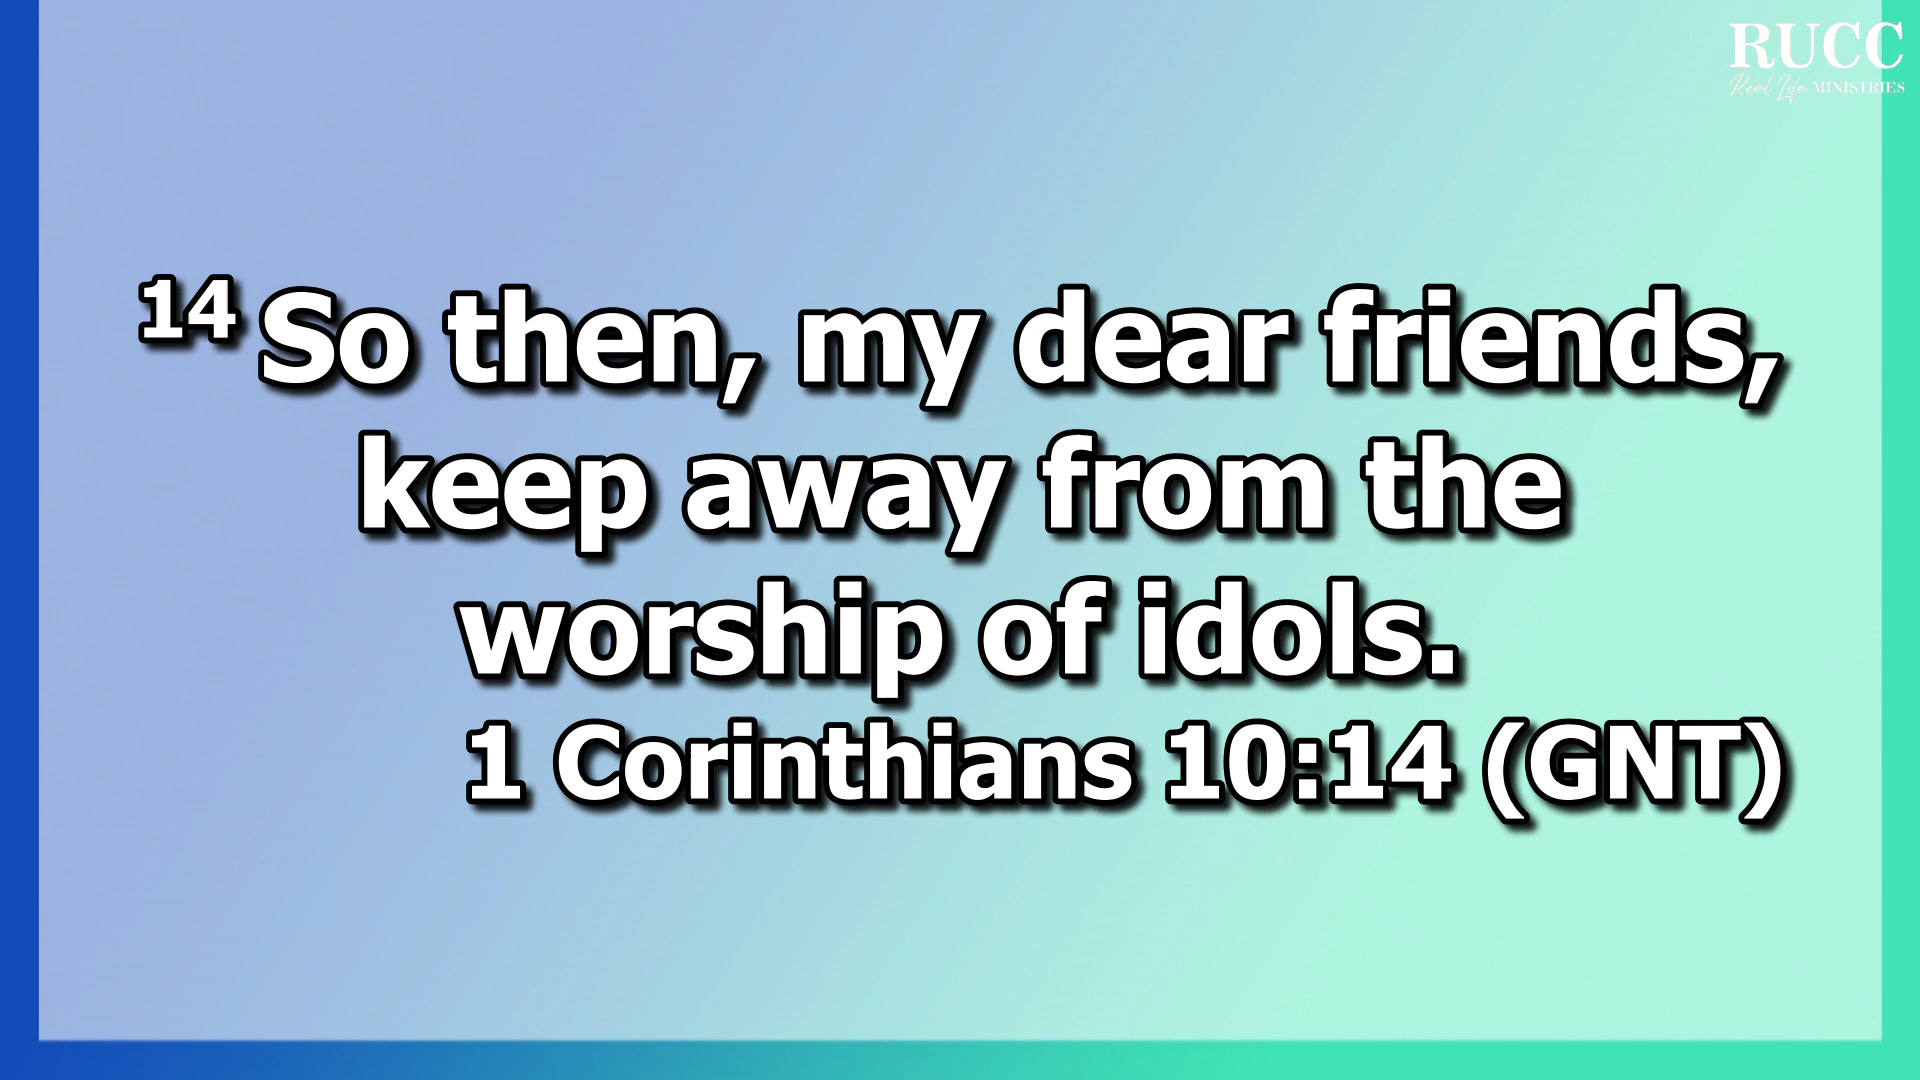 RUCC
Real Life MINISTRIES
14 So then, my dear friends,
keep away from the
worship of idols.
1 Corinthians 10:14 (GNT)